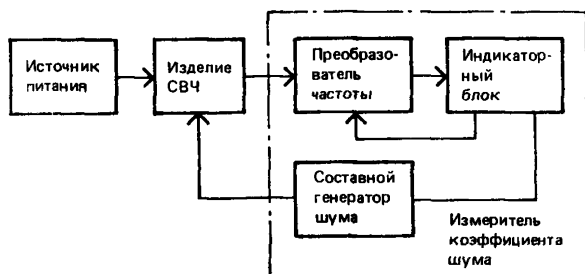 Источник
питания
Изделие
СВЧ
Преобразо-
ватель
частоты
Индикатор-
ный
блок
Составной
генератор
шума
Измеритель
коэффициента
шума